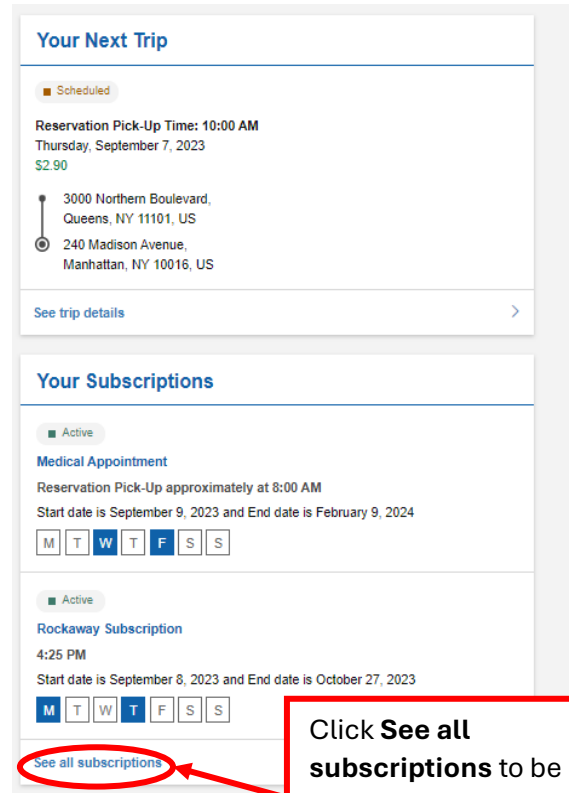 Your Next Trip
Scheduled
Reservation Pick-Up Time: 10:00 AM
Thursday, September 7, 2023
$2.90
3000 Northern Boulevard,
Queens, NY 11101, US
240 Madison Avenue,
Manhattan, NY 10016, US
See trip details
Your Subscriptions
Active
Medical Appointment
Reservation Pick-Up approximately at 8:00 AM
Start date is September 9, 2023 and End date is February 9, 2024
M T W T F S S
Active
Rockaway Subscription
4:25 PM
Start date is September 8, 2023 and End date is October 27, 2023
M T W T F S S
See all subscriptions
Click See all
subscriptions to be